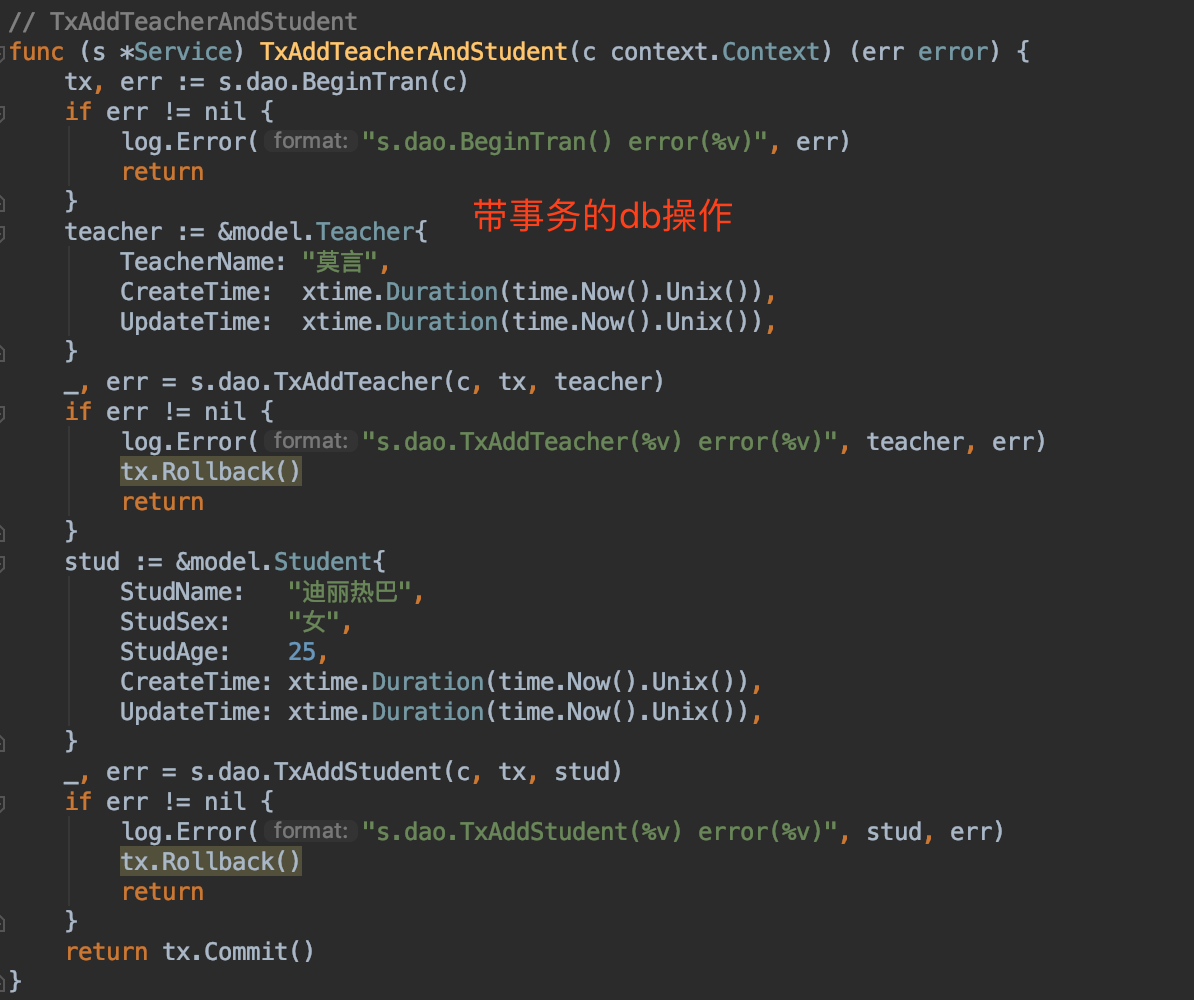 // TxAddTeacherAndStudent
func (s *Service) TxAddTeacherAndStudent(c context.Context) (err error) {
    tx, err := s.dao.BeginTran(c)
    if err != nil {
        log.Error( format: "s.dao.BeginTran() error(%v)", err)
        return
    }
带事务的db操作
    teacher := &model.Teacher{
        TeacherName: "莫言",
        CreateTime:  xtime.Duration(time.Now().Unix()),
        UpdateTime:  xtime.Duration(time.Now().Unix()),
    }
    _, err = s.dao.TxAddTeacher(c, tx, teacher)
    if err != nil {
        log.Error( format: "s.dao.TxAddTeacher(%v) error(%v)", teacher, err)
        tx.Rollback()
        return
    }
    stud := &model.Student{
        StudName:   "迪丽热巴",
        StudSex:    "女",
        StudAge:    25,
        CreateTime: xtime.Duration(time.Now().Unix()),
        UpdateTime: xtime.Duration(time.Now().Unix()),
    }
    _, err = s.dao.TxAddStudent(c, tx, stud)
    if err != nil {
        log.Error( format: "s.dao.TxAddStudent(%v) error(%v)", stud, err)
        tx.Rollback()
        return
    }
    return tx.Commit()
}